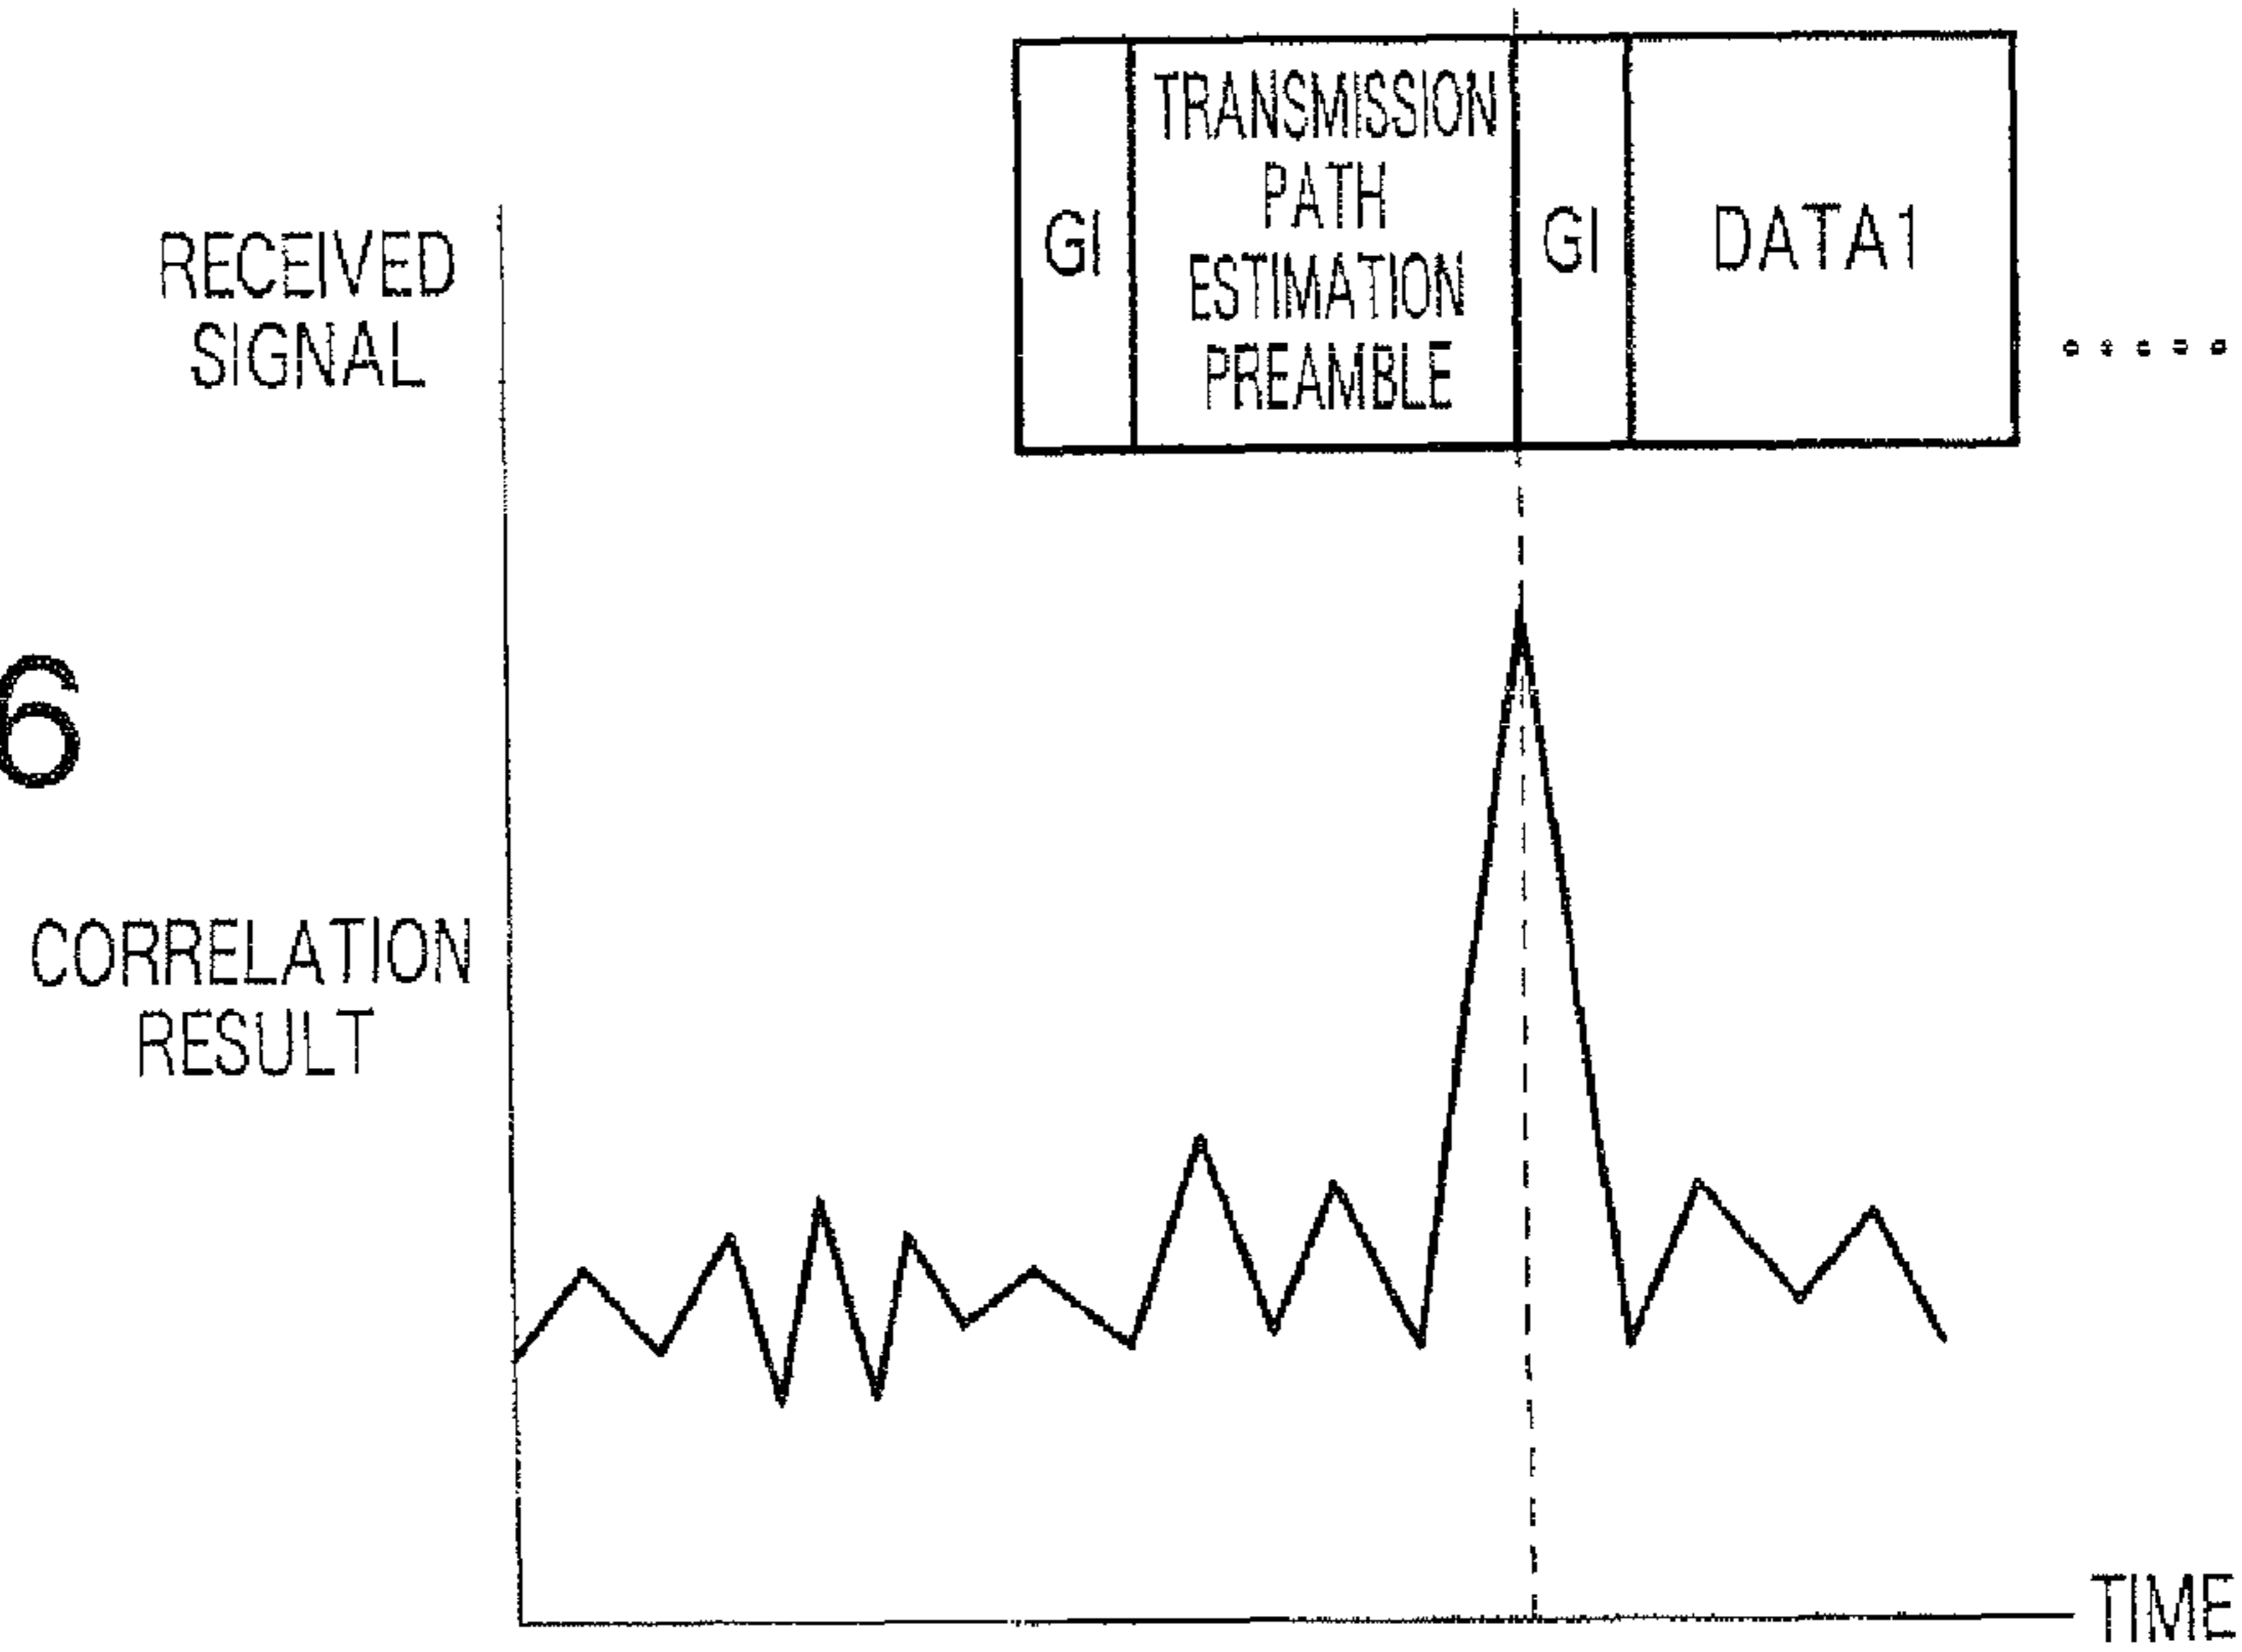 RECEIVED
SIGNAL
GI
TRANSMISSION
PATH
ESTIMATION
PREAMBLE
GI
DATA1
.....
6
CORRELATION
RESULT
TIME